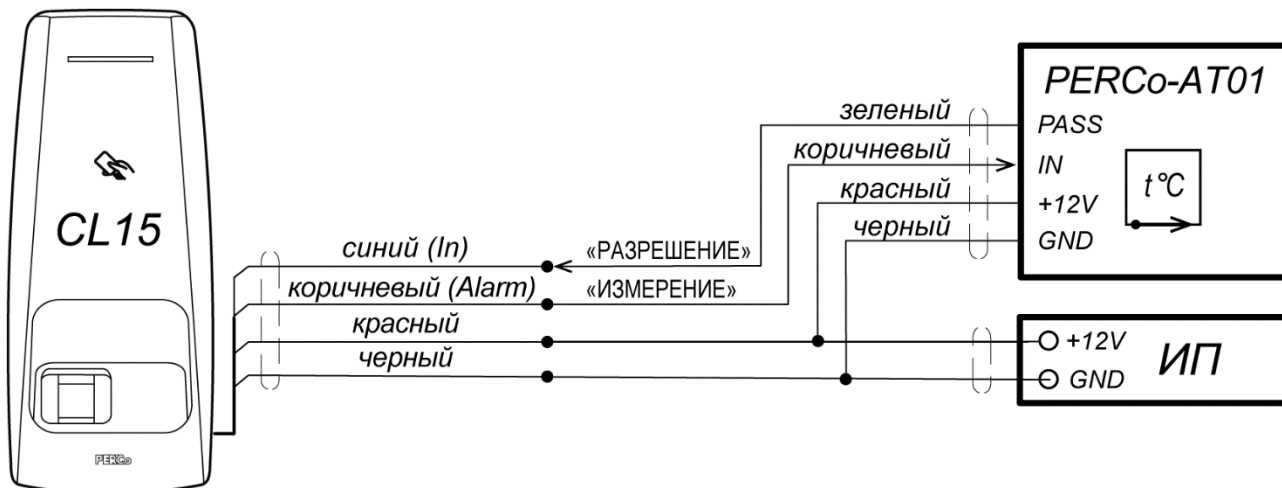 CL15
PERCo
синий (In)
коричневый (Alarm)
красный
черный
«РАЗРЕШЕНИЕ»
«ИЗМЕРЕНИЕ»
зеленый
коричневый
красный
черный
PERCo-AT01
PASS
IN
+12V
GND
t°C
+12V
GND
ИП